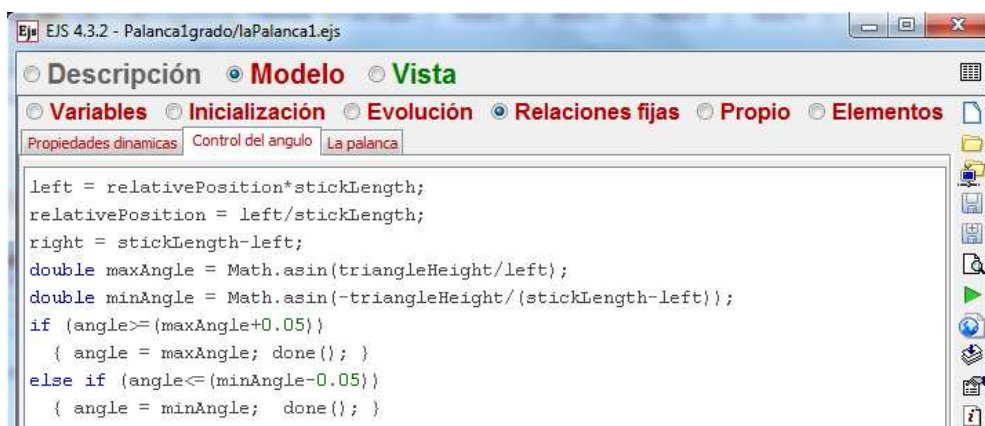 EJS 4.3.2 - Palanca1grado/laPalanca1.ejs
Descripción Modelo Vista
Variables Inicialización Evolución Relaciones fijas Propio Elementos
Propiedades dinamicas Control del angulo La palanca
left = relativePosition*stickLength;
relativePosition = left/stickLength;
right = stickLength-left;
double maxAngle = Math.asin(triangleHeight/left);
double minAngle = Math.asin(-triangleHeight/(stickLength-left));
if (angle>=(maxAngle+0.05))
{ angle = maxAngle; done(); }
else if (angle<=(minAngle-0.05))
{ angle = minAngle; done(); }